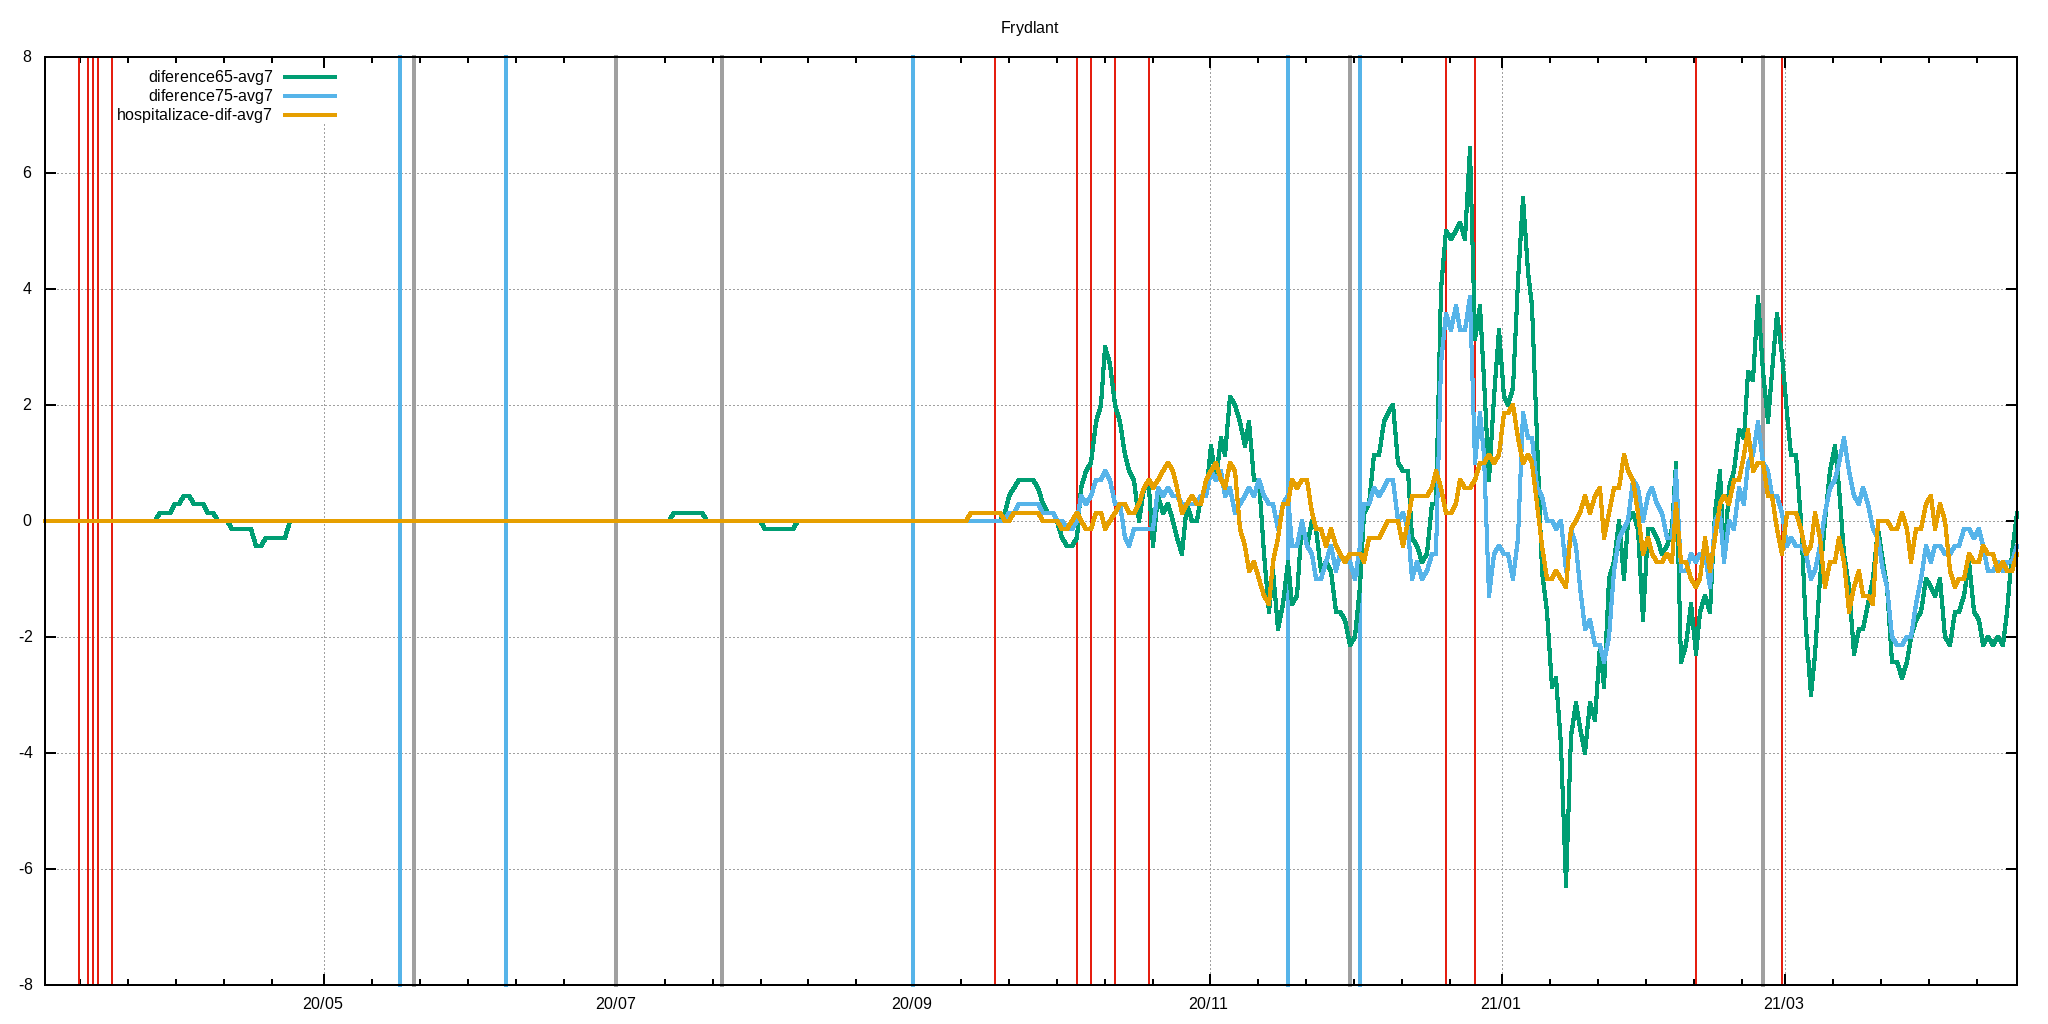 Frydlant
diference65-avg7
diference75-avg7
hospitalizace-dif-avg7
8
6
4
2
0
-2
-4
-6
-8
20/05 20/07 20/09 20/11 21/01 21/03